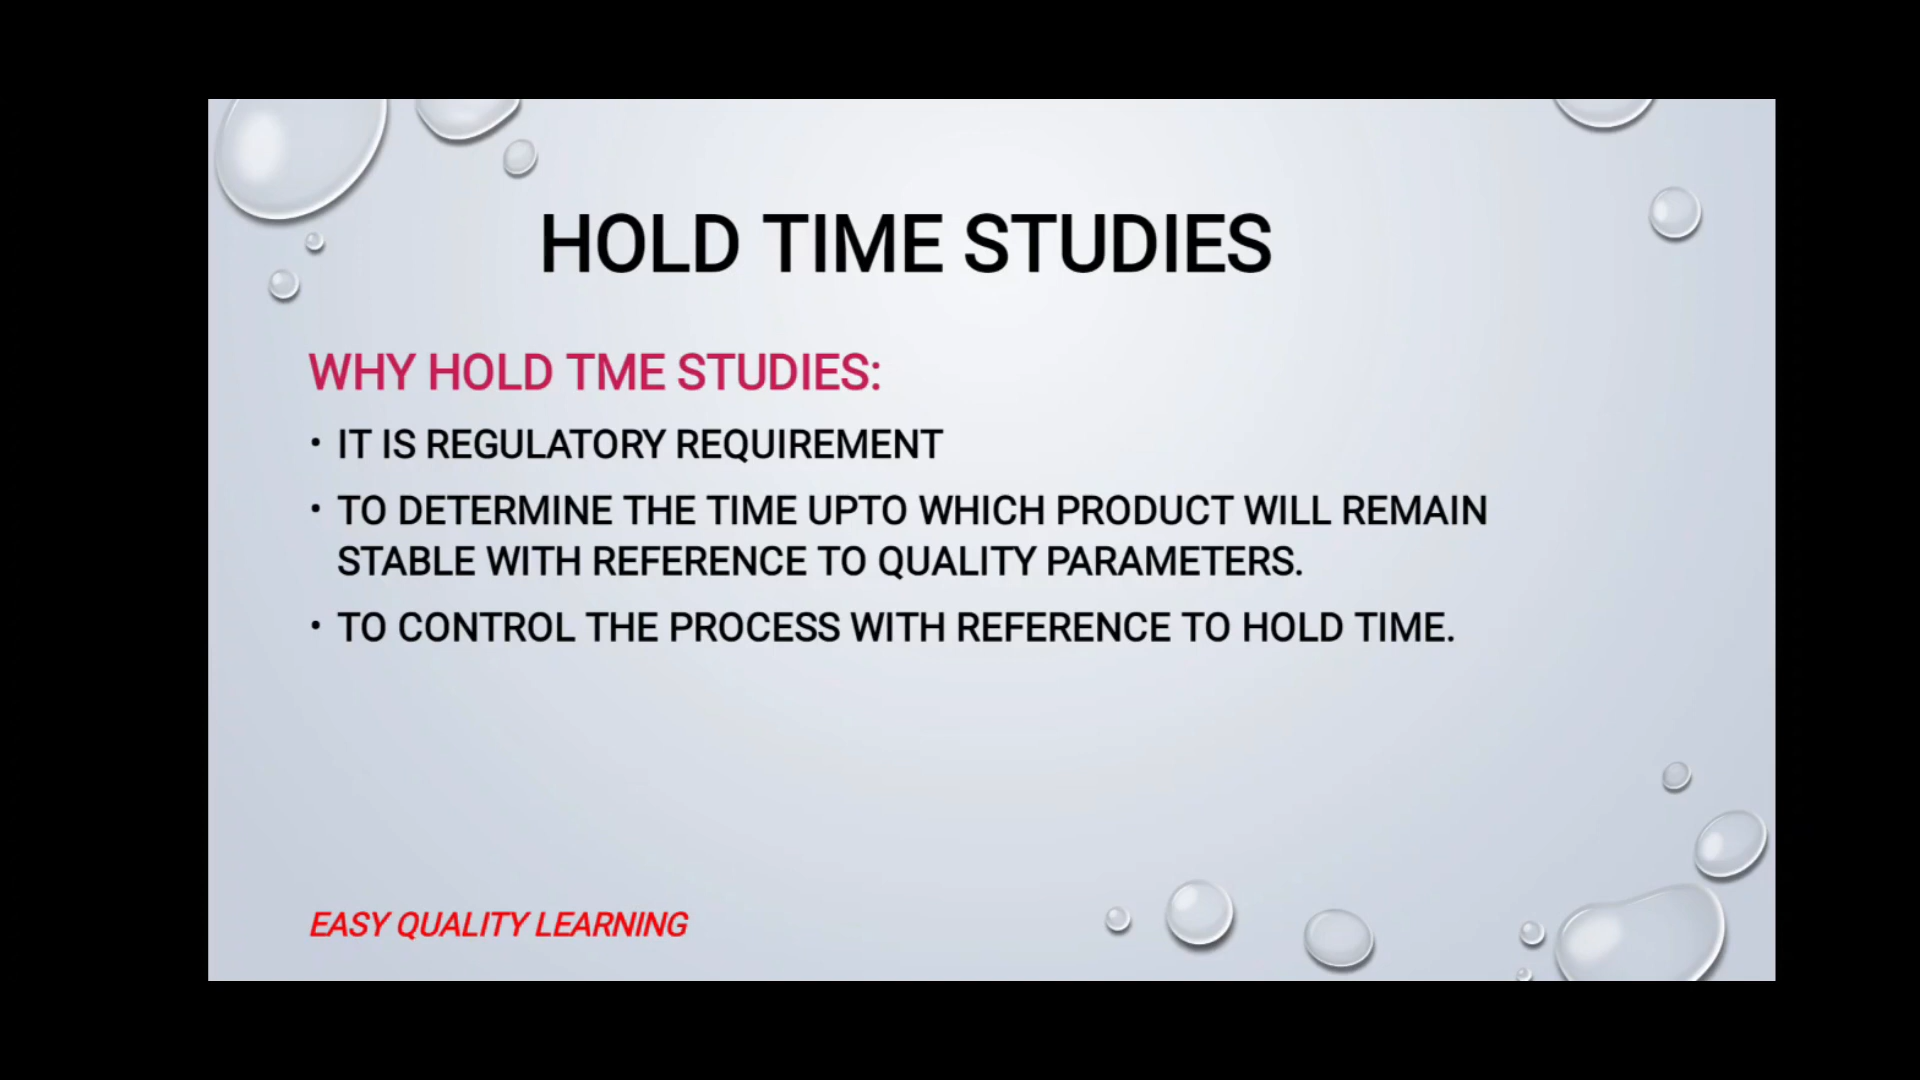 HOLD TIME STUDIES
WHY HOLD TME STUDIES:
• IT IS REGULATORY REQUIREMENT
• TO DETERMINE THE TIME UPTO WHICH PRODUCT WILL REMAIN
STABLE WITH REFERENCE TO QUALITY PARAMETERS.
• TO CONTROL THE PROCESS WITH REFERENCE TO HOLD TIME.
EASY QUALITY LEARNING